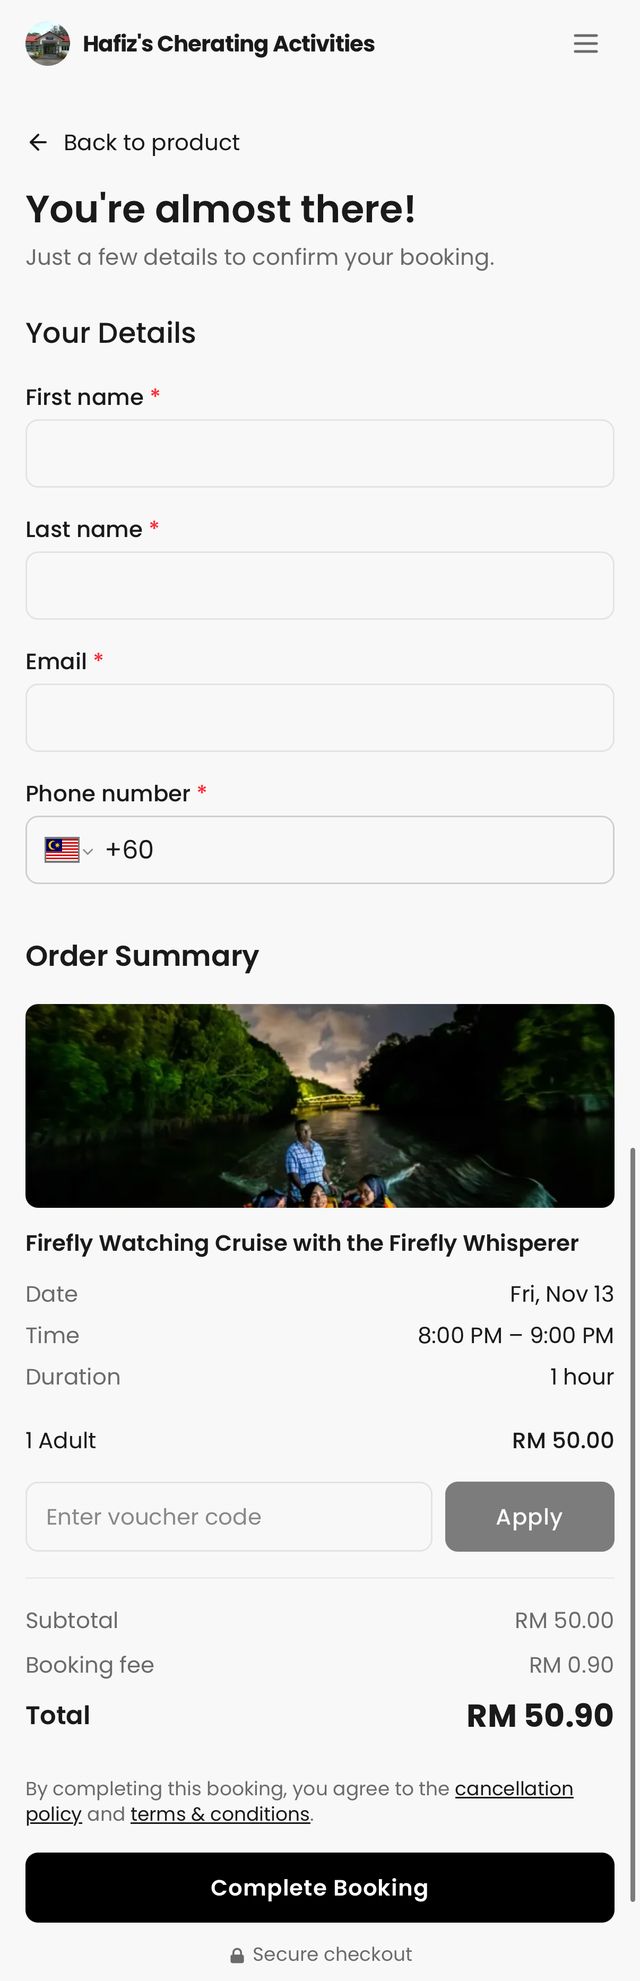 Hafiz's Cherating Activities
Back to product
You're almost there!
Just a few details to confirm your booking.
Your Details
First name *
Last name *
Email *
Phone number *
+60
Order Summary
Firefly Watching Cruise with the Firefly Whisperer
Date Fri, Nov 13
Time 8:00 PM – 9:00 PM
Duration 1 hour
1 Adult RM 50.00
Enter voucher code Apply
Subtotal RM 50.00
Booking fee RM 0.90
Total RM 50.90
By completing this booking, you agree to the cancellation
policy and terms & conditions.
Complete Booking
Secure checkout